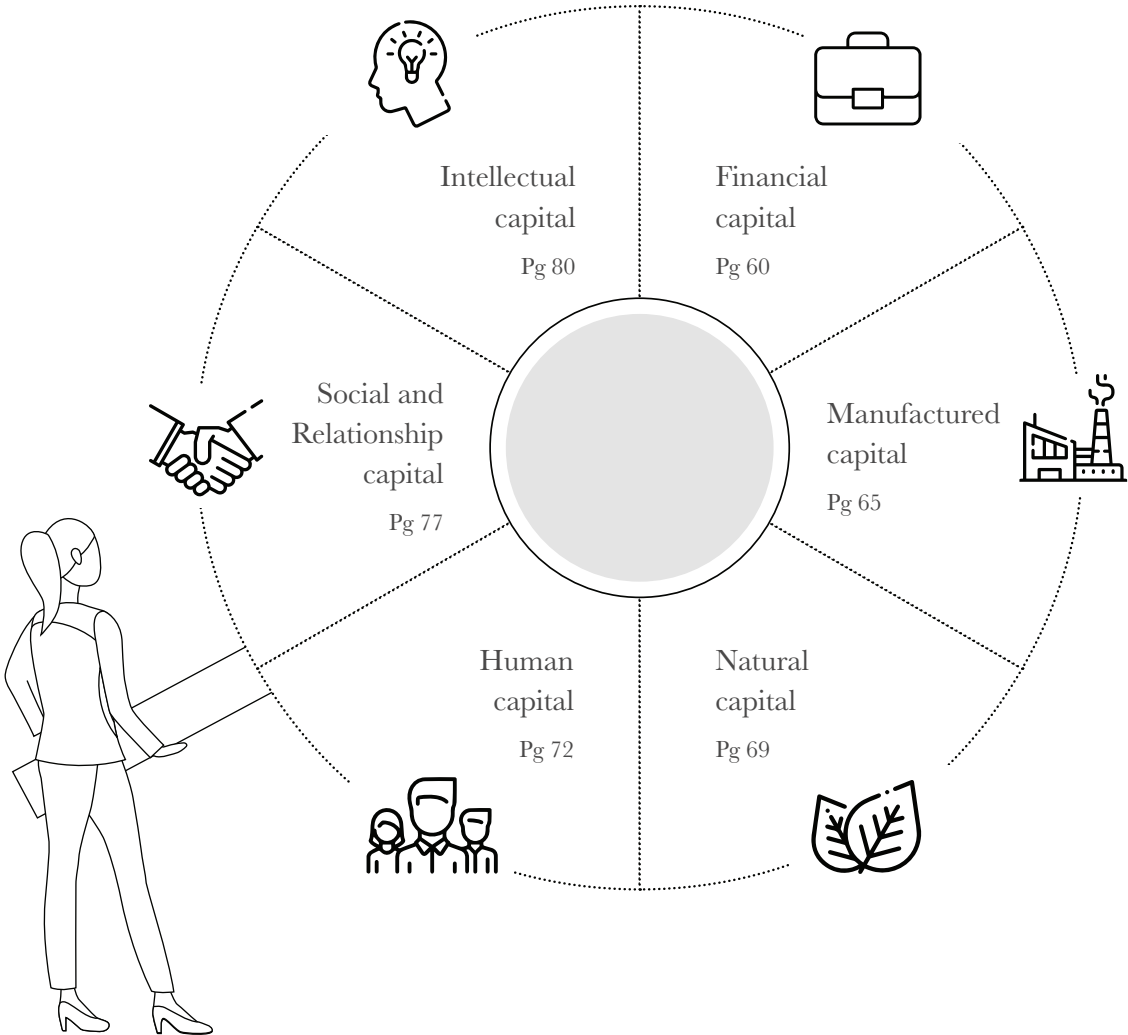 Intellectual
capital
Pg 80
Financial
capital
Pg 60
Social and
Relationship
capital
Pg 77
Manufactured
capital
Pg 65
Human
capital
Pg 72
Natural
capital
Pg 69